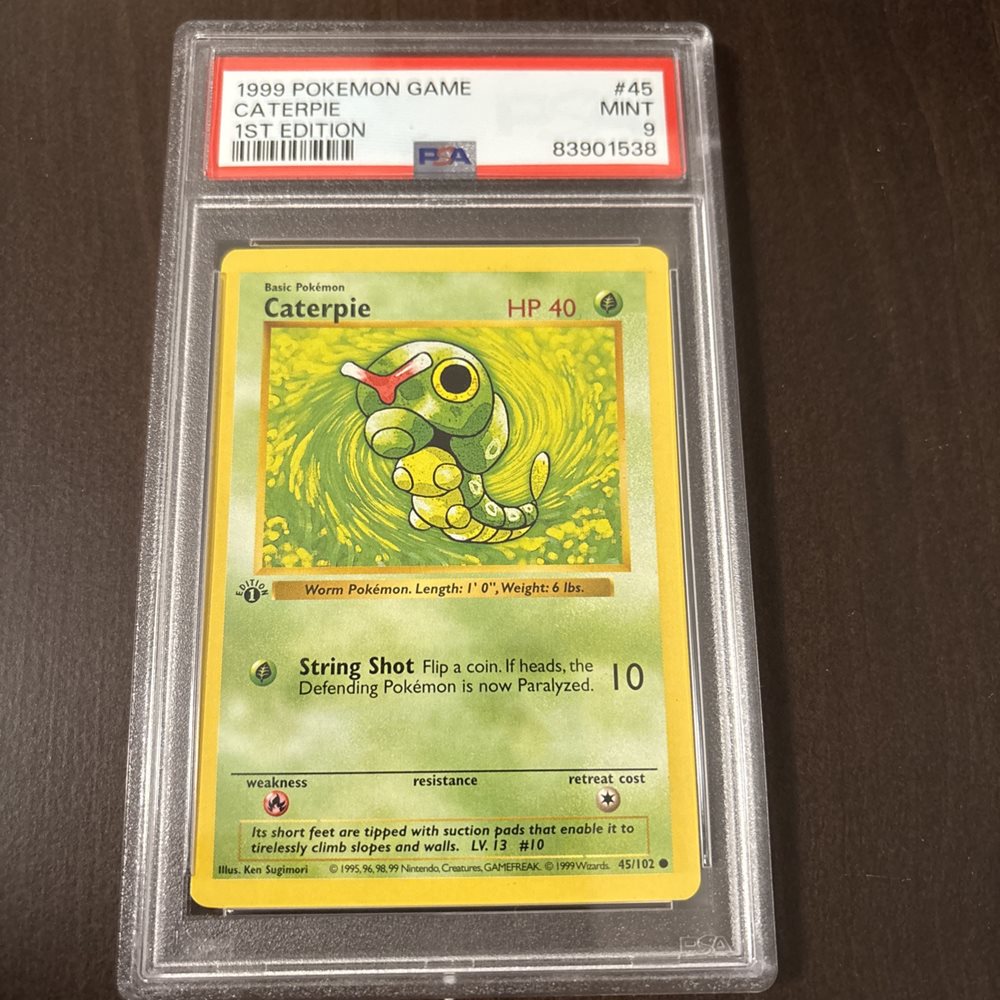 1999 POKEMON GAME #45
CATERPIE MINT
1ST EDITION 9
PSA 83901538
Basic Pokémon
Caterpie HP 40
EDITION 1
Worm Pokémon. Length: 1' 0", Weight: 6 lbs.
String Shot Flip a coin. If heads, the
Defending Pokémon is now Paralyzed. 10
weakness resistance retreat cost
Its short feet are tipped with suction pads that enable it to
tirelessly climb slopes and walls. LV. 13 #10
Illus. Ken Sugimori © 1995, 96, 98, 99 Nintendo, Creatures, GAMEFREAK. © 1999 Wizards. 45/102
PSA